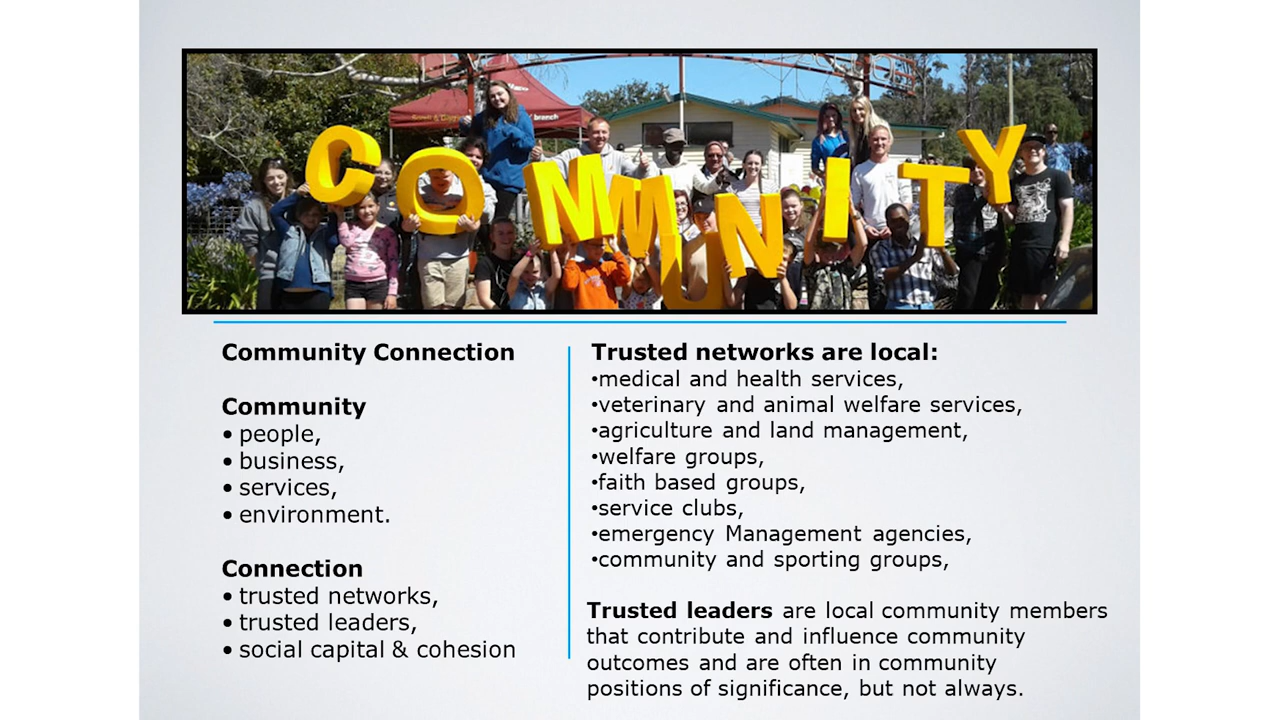 COMMUNITY
branch
Community Connection
Community
• people,
• business,
• services,
• environment.
Connection
• trusted networks,
• trusted leaders,
• social capital & cohesion
Trusted networks are local:
•medical and health services,
•veterinary and animal welfare services,
•agriculture and land management,
•welfare groups,
•faith based groups,
•service clubs,
•emergency Management agencies,
•community and sporting groups,
Trusted leaders are local community members
that contribute and influence community
outcomes and are often in community
positions of significance, but not always.